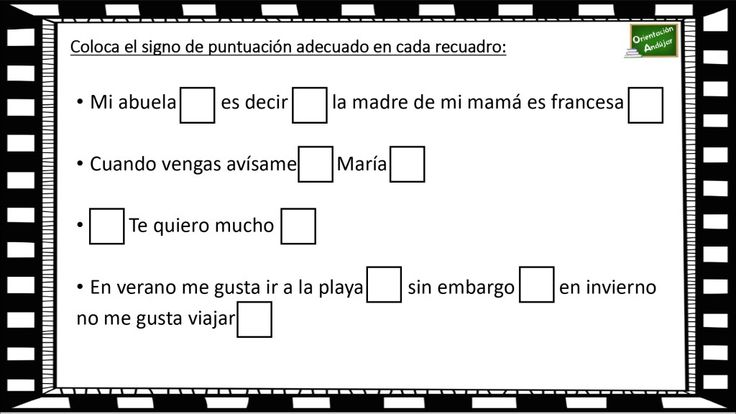 Coloca el signo de puntuación adecuado en cada recuadro:
Orientación
Andújar
• Mi abuela es decir la madre de mi mamá es francesa
• Cuando vengas avísame María
• Te quiero mucho
• En verano me gusta ir a la playa sin embargo en invierno
no me gusta viajar